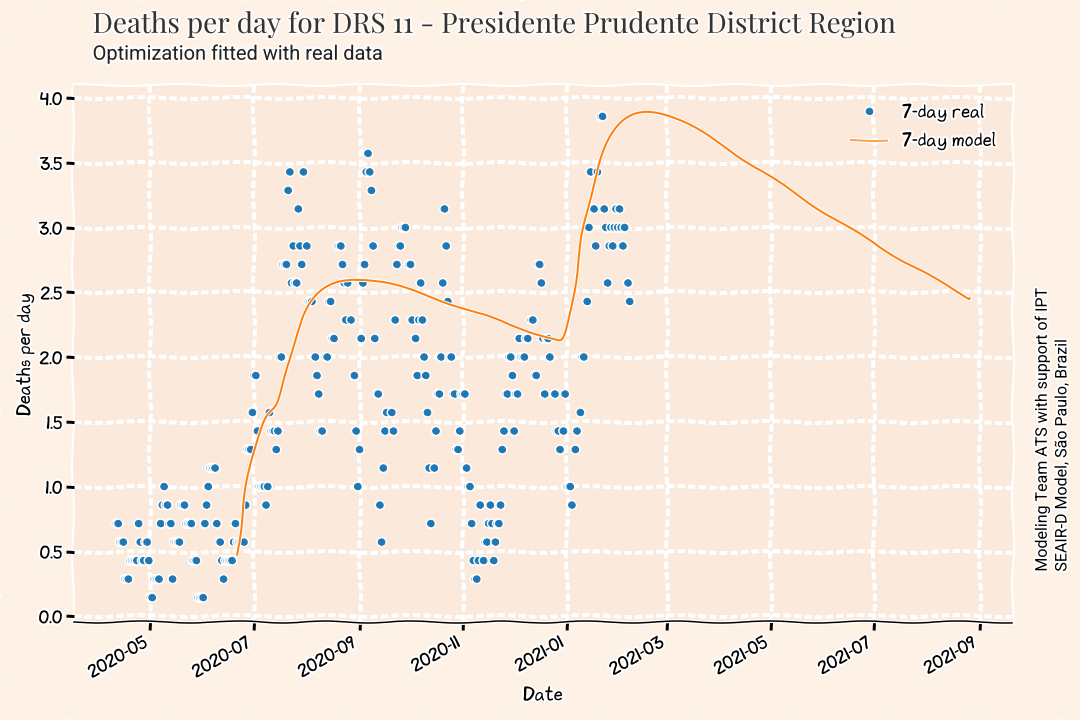 Deaths per day for DRS 11 - Presidente Prudente District Region
Optimization fitted with real data
7-day real
7-day model
4.0
3.5
3.0
2.5
2.0
1.5
1.0
0.5
0.0
Deaths per day
2020-05
2020-07
2020-09
2020-11
2021-01
2021-03
2021-05
2021-07
2021-09
Date
Modeling Team ATS with support of IPT
SEAIR-D Model, São Paulo, Brazil